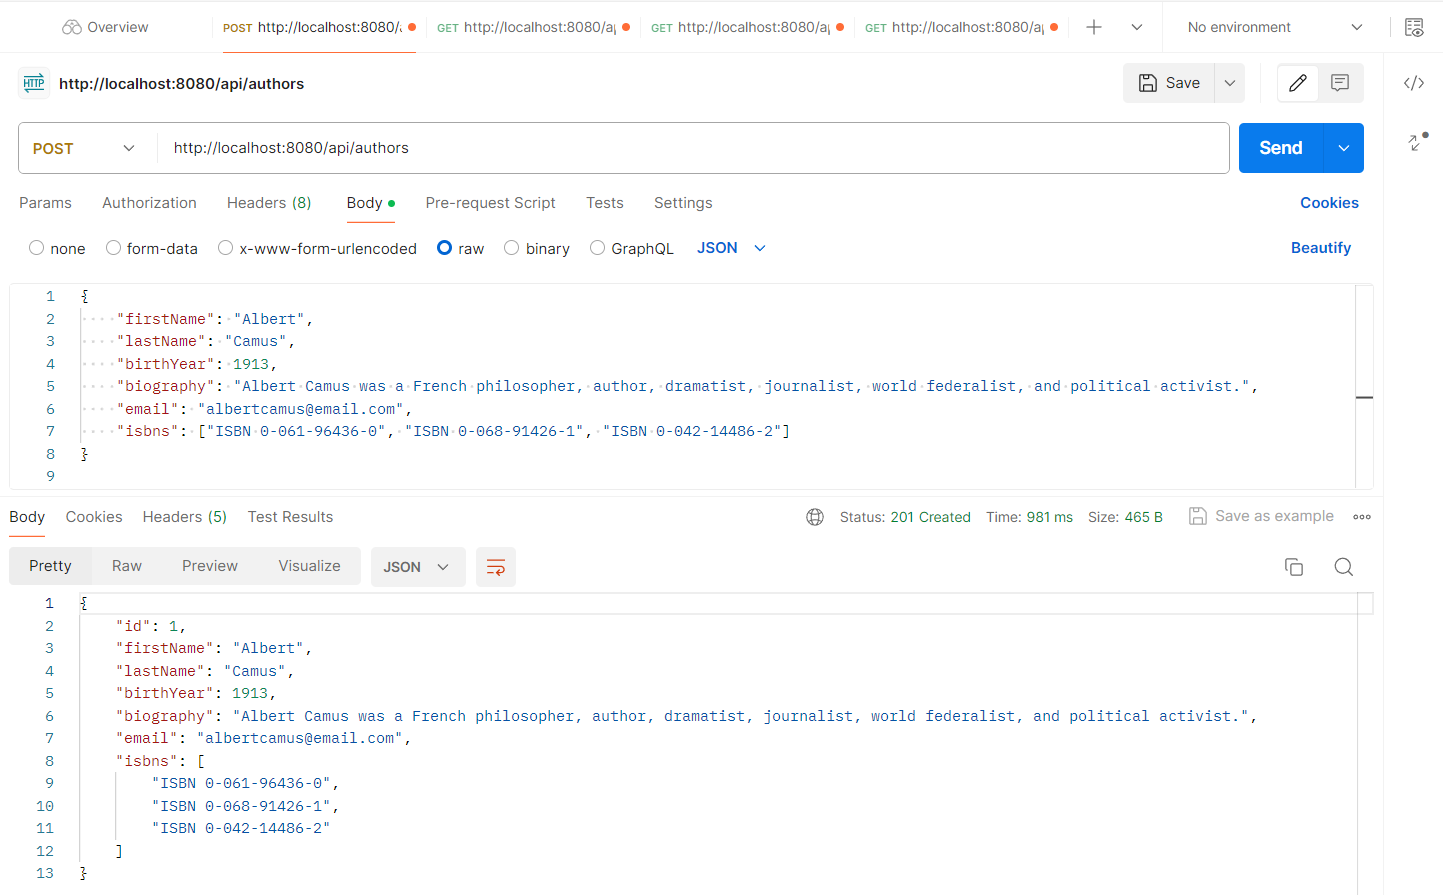 Overview POST http://localhost:8080/a GET http://localhost:8080/ap GET http://localhost:8080/ap GET http://localhost:8080/ap No environment
HTTP http://localhost:8080/api/authors Save
POST http://localhost:8080/api/authors Send
Params Authorization Headers (8) Body Pre-request Script Tests Settings Cookies
none form-data x-www-form-urlencoded raw binary GraphQL JSON Beautify
1 {
2 "firstName": "Albert",
3 "lastName": "Camus",
4 "birthYear": 1913,
5 "biography": "Albert Camus was a French philosopher, author, dramatist, journalist, world federalist, and political activist.",
6 "email": "albertcamus@email.com",
7 "isbns": ["ISBN 0-061-96436-0", "ISBN 0-068-91426-1", "ISBN 0-042-14486-2"]
8 }
9
Body Cookies Headers (5) Test Results Status: 201 Created Time: 981 ms Size: 465 B Save as example
Pretty Raw Preview Visualize JSON
1 {
2 "id": 1,
3 "firstName": "Albert",
4 "lastName": "Camus",
5 "birthYear": 1913,
6 "biography": "Albert Camus was a French philosopher, author, dramatist, journalist, world federalist, and political activist.",
7 "email": "albertcamus@email.com",
8 "isbns": [
9 "ISBN 0-061-96436-0",
10 "ISBN 0-068-91426-1",
11 "ISBN 0-042-14486-2"
12 ]
13 }